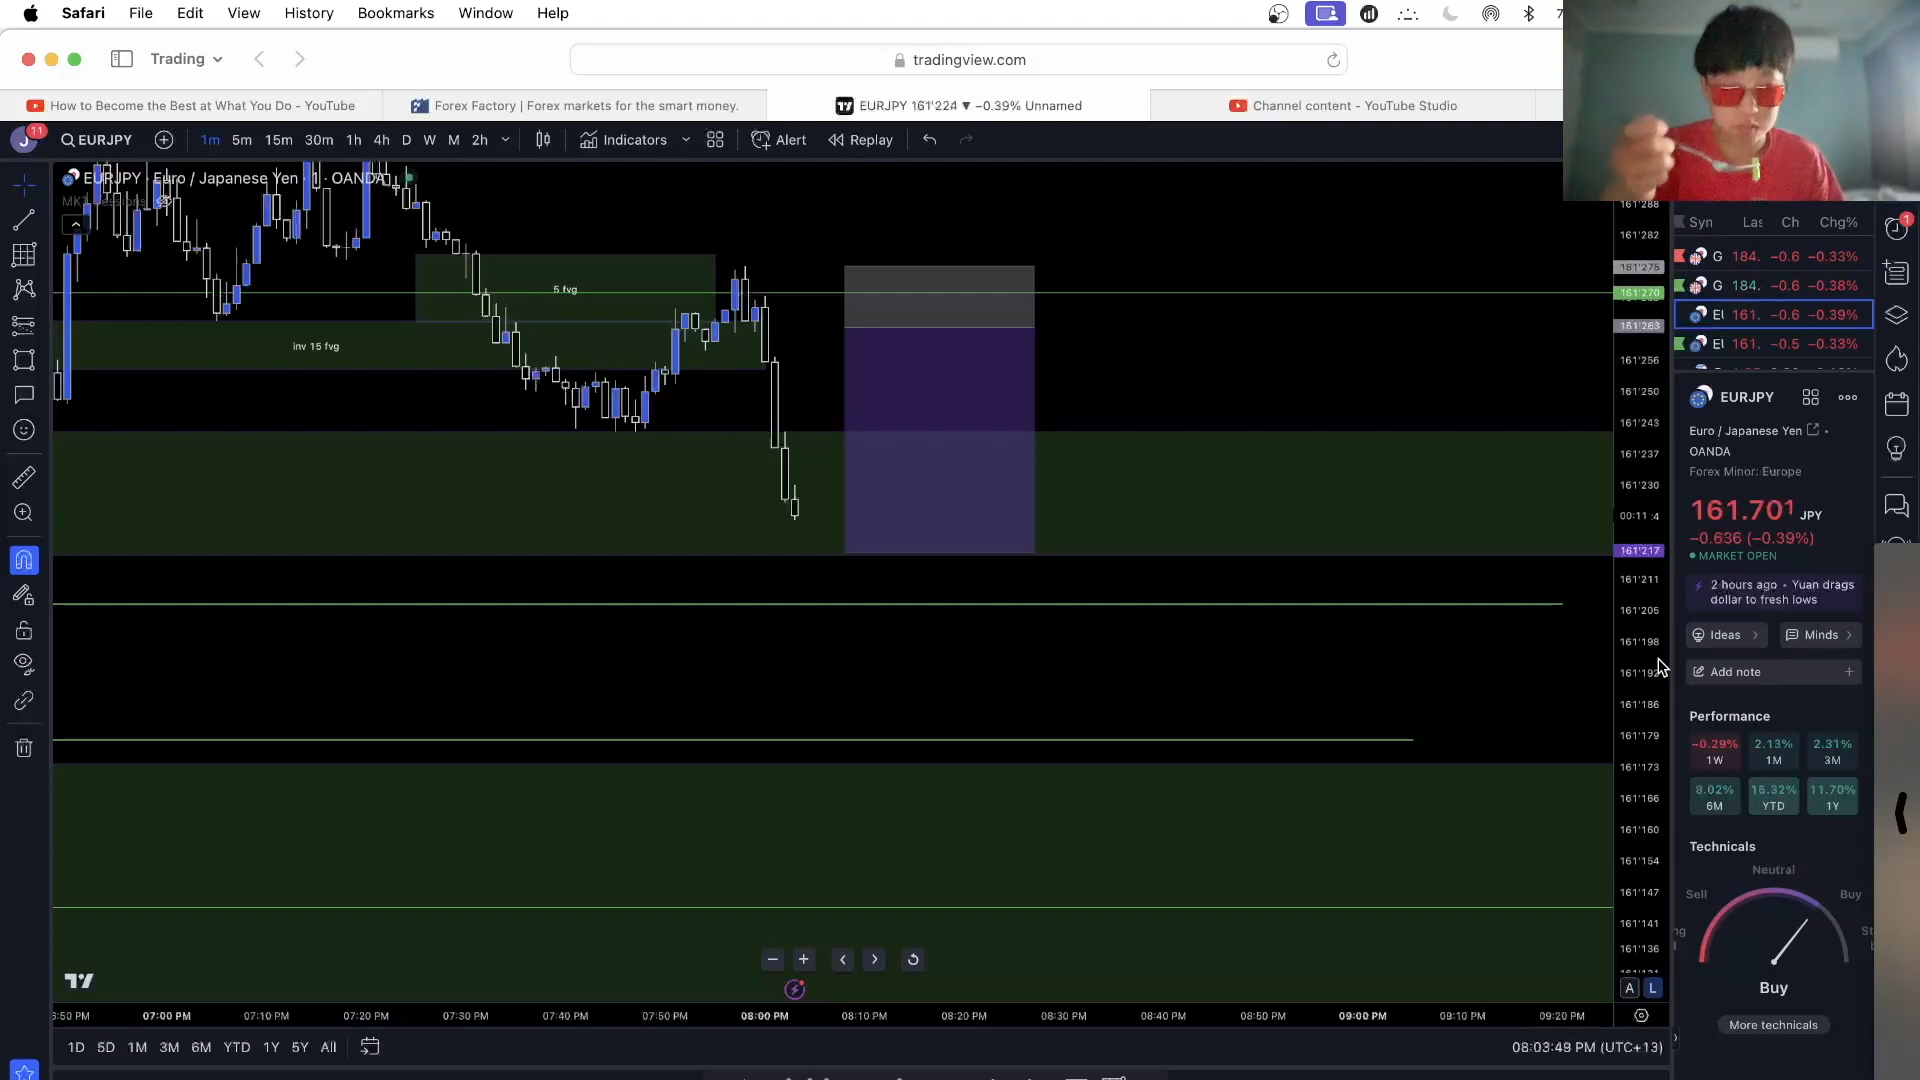 Safari File Edit View History Bookmarks Window Help
Trading
tradingview.com
How to Become the Best at What You Do - YouTube
Forex Factory | Forex markets for the smart money.
EURJPY 161'224 ▼ −0.39% Unnamed
Channel content - YouTube Studio
J 11 EURJPY 1m 5m 15m 30m 1h 4h D W M 2h Indicators Alert Replay
EURJPY · Euro / Japanese Yen · 1 · OANDA
5 fvg
inv 15 fvg
161'288
161'282
161'275
161'270
161'263
161'256
161'250
161'243
161'237
161'230
161'217
161'211
161'205
161'198
161'192
161'186
161'179
161'173
161'166
161'160
161'154
161'147
161'141
161'136
A L
07:00 PM 07:10 PM 07:20 PM 07:30 PM 07:40 PM 07:50 PM 08:00 PM 08:10 PM 08:20 PM 08:30 PM 08:40 PM 08:50 PM 09:00 PM 09:10 PM 09:20 PM
1D 5D 1M 3M 6M YTD 1Y 5Y All
08:03:49 PM (UTC+13)
Syn Las Ch Chg%
G 184. −0.6 −0.33%
G 184. −0.6 −0.38%
EU 161. −0.6 −0.39%
EU 161. −0.5 −0.33%
1
EURJPY
Euro / Japanese Yen
OANDA
Forex Minor: Europe
161.701 JPY
−0.636 (−0.39%)
MARKET OPEN
2 hours ago • Yuan drags
dollar to fresh lows
Ideas Minds
Add note
Performance
−0.29% 2.13% 2.31%
1W 1M 3M
8.02% 15.32% 11.70%
6M YTD 1Y
Technicals
Neutral
Sell Buy
Buy
More technicals